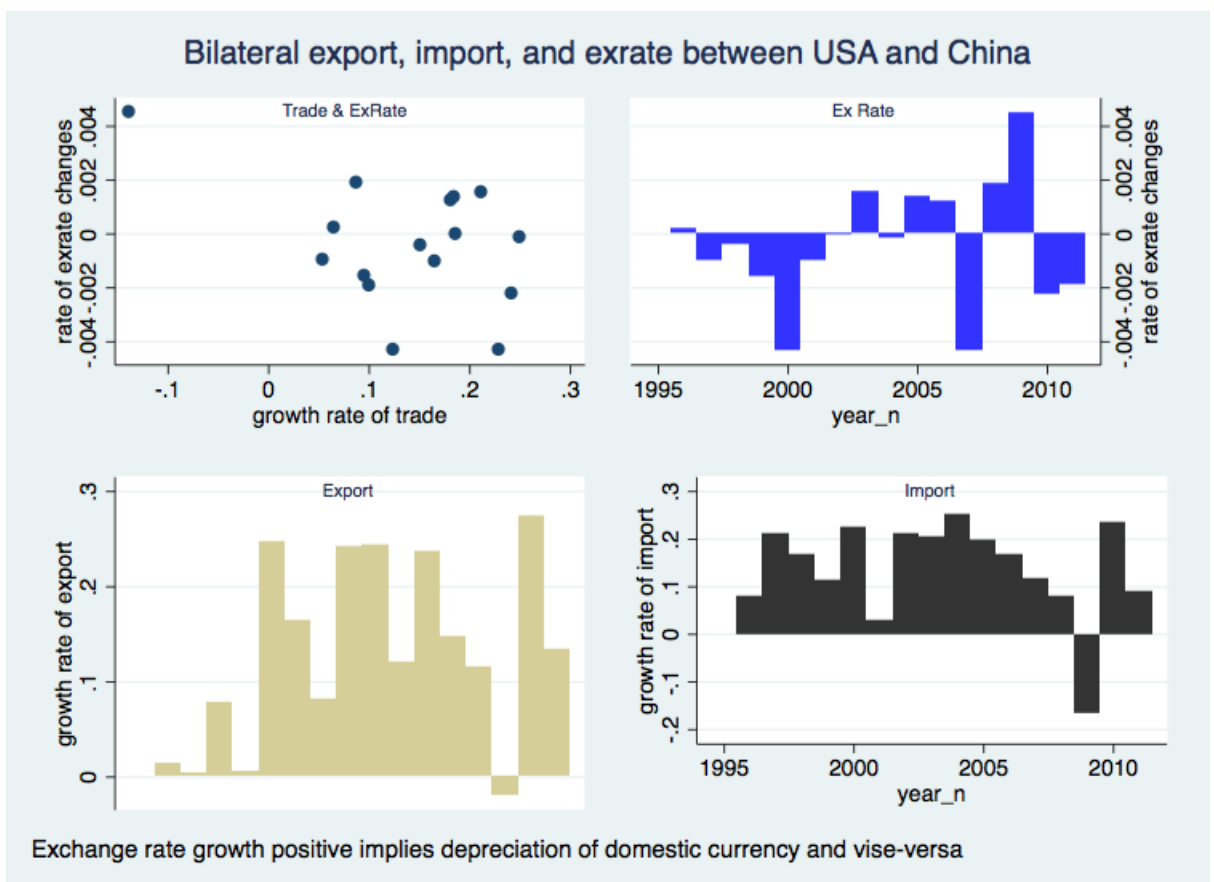 Bilateral export, import, and exrate between USA and China
Trade & ExRate
rate of exrate changes
.004
.002
0
-.002
-.004
-.1
0
.1
.2
.3
growth rate of trade
Ex Rate
.004
.002
0
-.002
-.004
rate of exrate changes
1995
2000
2005
2010
year_n
Export
growth rate of export
.3
.2
.1
0
Import
growth rate of import
.3
.2
.1
0
-.1
-.2
1995
2000
2005
2010
year_n
Exchange rate growth positive implies depreciation of domestic currency and vise-versa